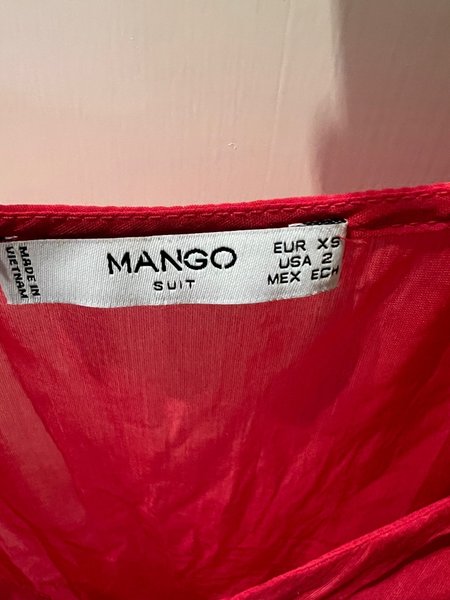 MADE IN
VIETNAM
MANGO
SUIT
EUR XS
USA 2
MEX ECH